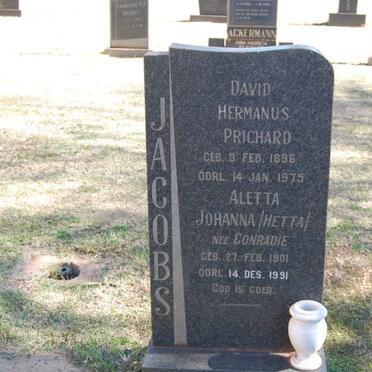 ACKERMANN
JACOBS
DAVID
HERMANUS
PRICHARD
GEB. 9 FEB. 1896
OORL. 14 JAN. 1975
ALETTA
JOHANNA /HETTA/
NEE CONRADIE
GEB. 27 FEB. 1901
OORL. 14. DES. 1991
GOD IS GOED.